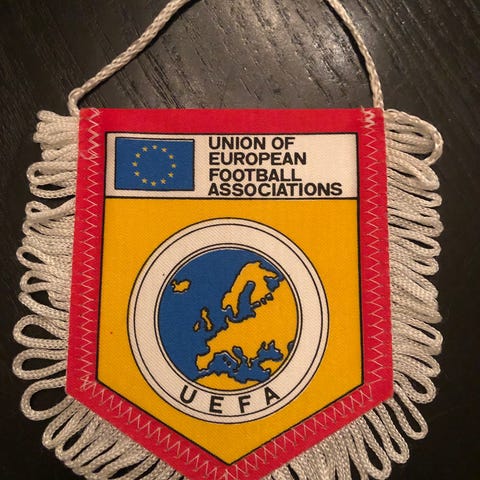 UNION OF
EUROPEAN
FOOTBALL
ASSOCIATIONS
UEFA